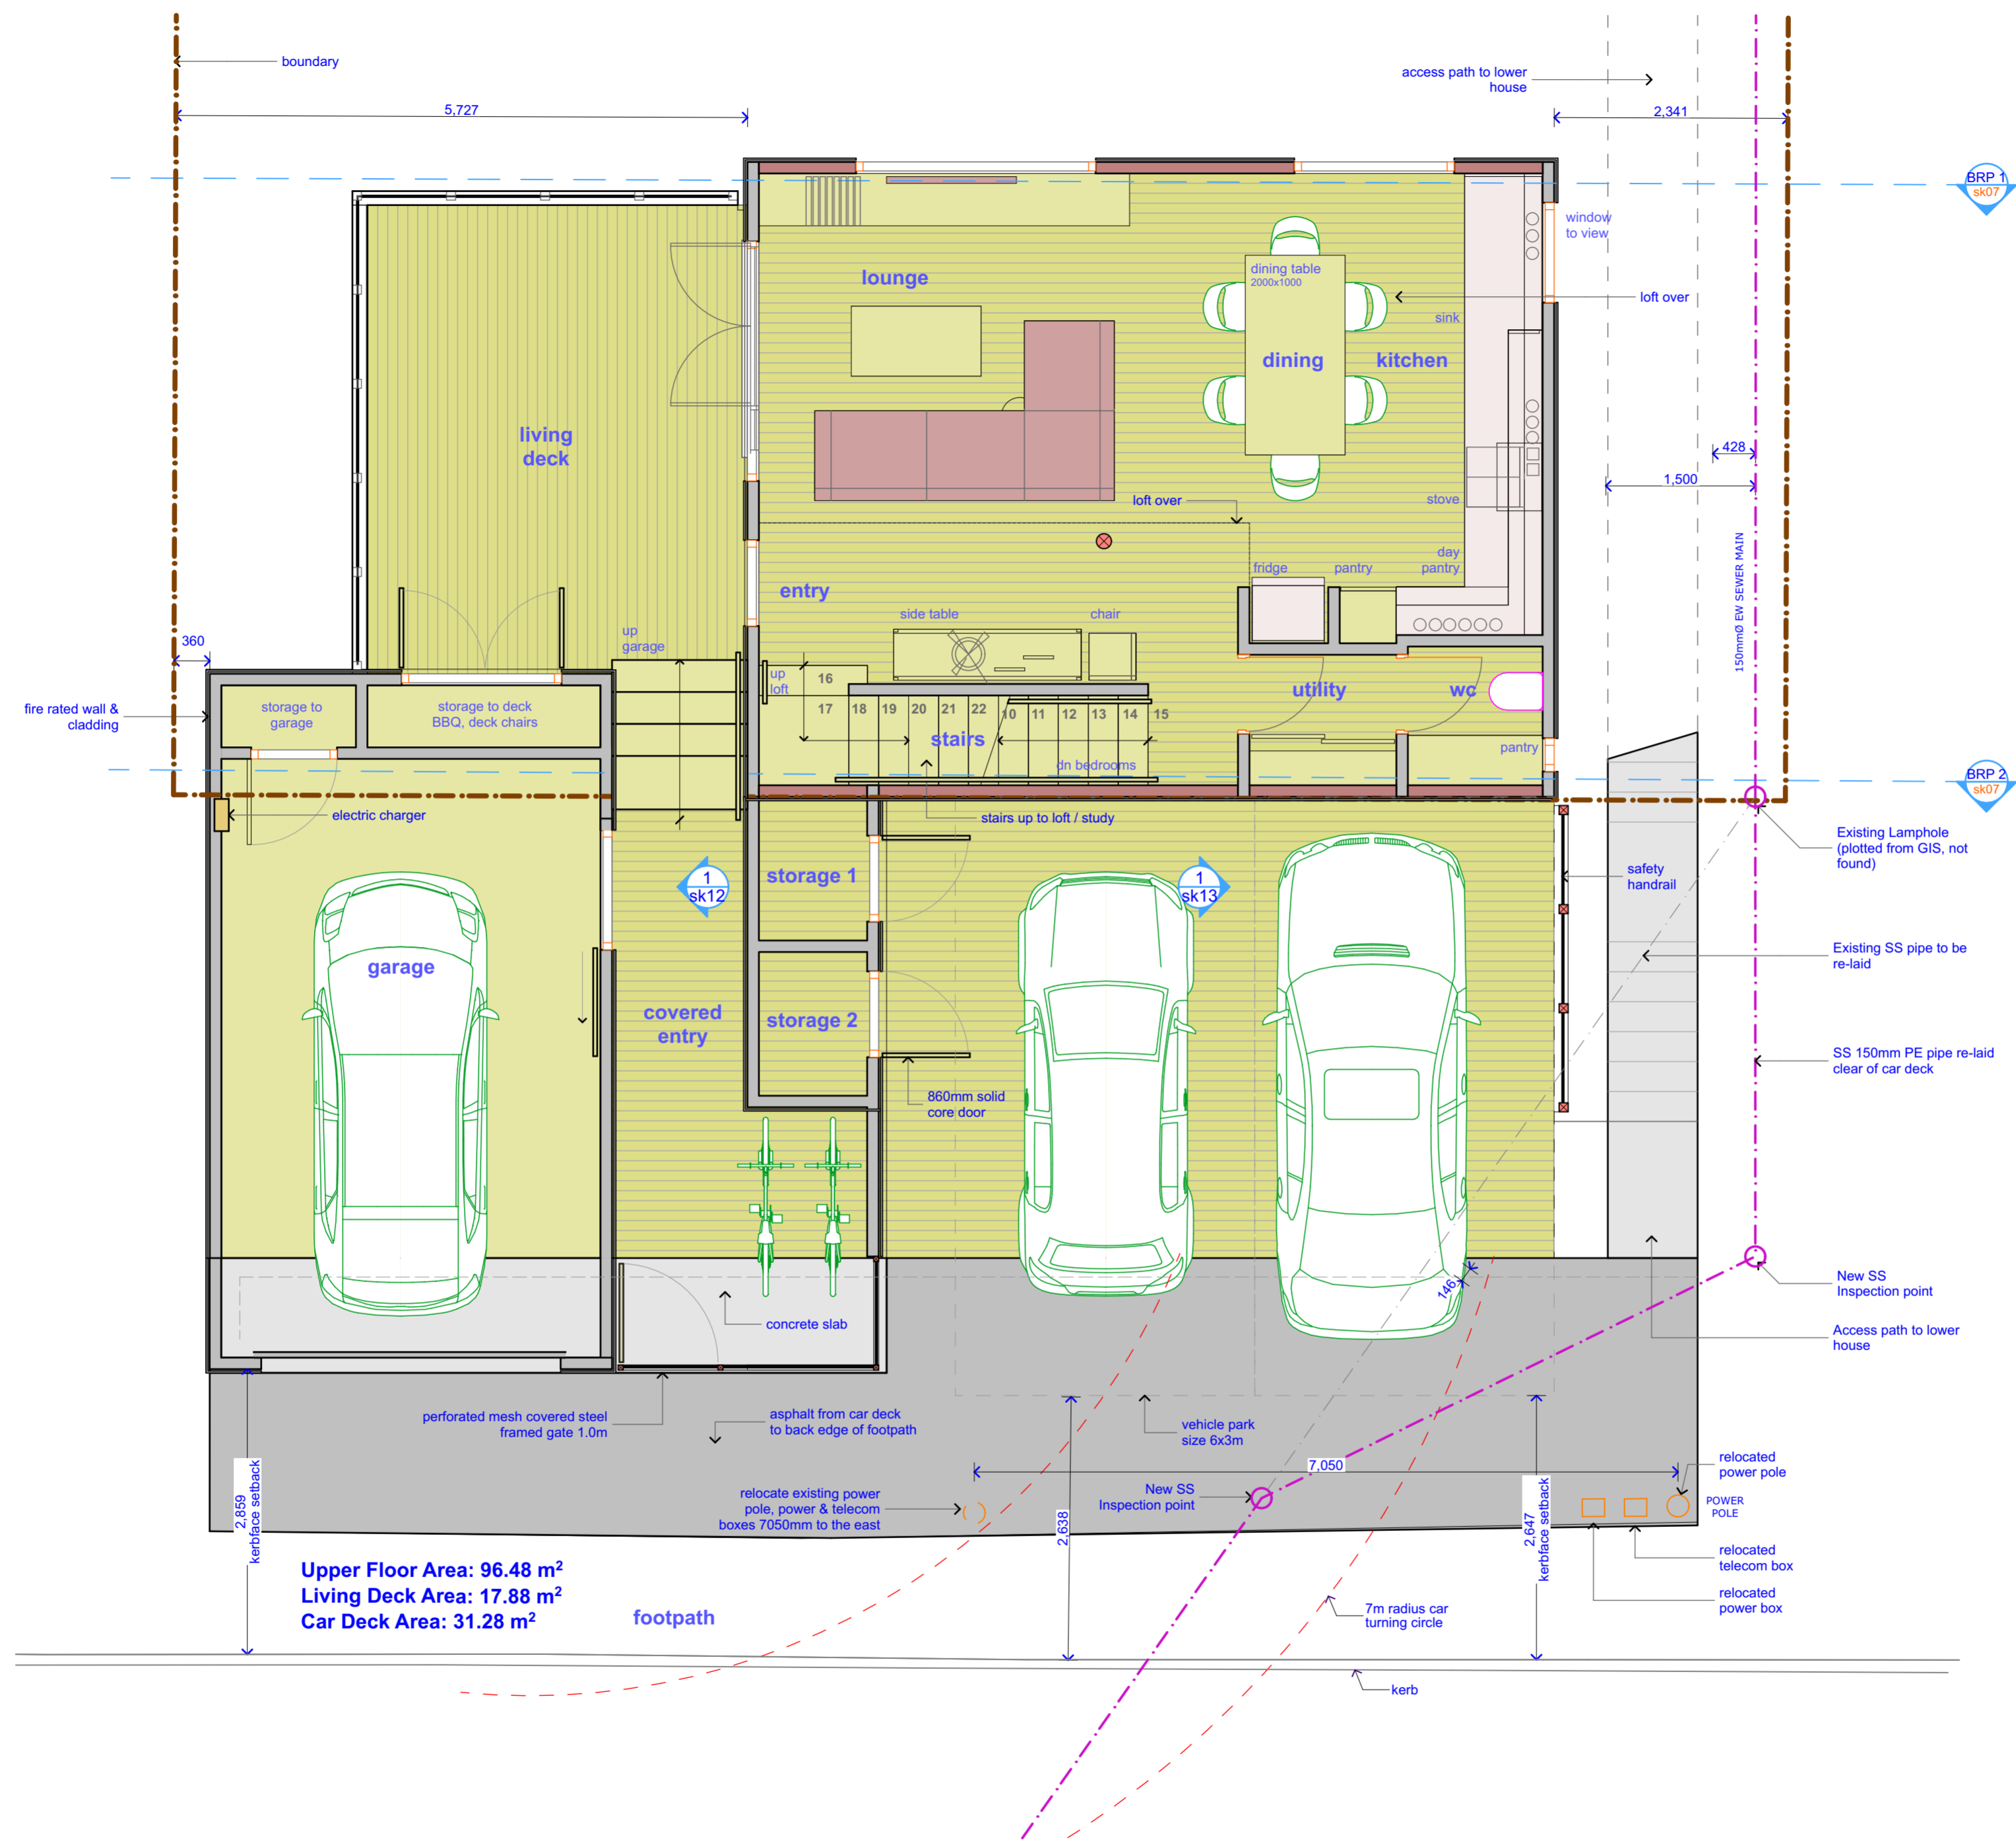 boundary
access path to lower
house
5,727
2,341
BRP 1
sk07
window
to view
lounge
dining table
2000x1000
loft over
sink
dining
kitchen
living
deck
428
1,500
loft over
stove
150mmØ EW SEWER MAIN
day
pantry
fridge
pantry
entry
side table
chair
up
garage
360
up
loft
16
utility
wc
fire rated wall &
cladding
storage to
garage
storage to deck
BBQ, deck chairs
17
18
19
20
21
22
10
11
12
13
14
15
stairs
pantry
dn bedrooms
BRP 2
sk07
electric charger
stairs up to loft / study
Existing Lamphole
(plotted from GIS, not
found)
storage 1
1
sk12
1
sk13
safety
handrail
garage
Existing SS pipe to be
re-laid
covered
entry
storage 2
SS 150mm PE pipe re-laid
clear of car deck
860mm solid
core door
146
New SS
Inspection point
concrete slab
Access path to lower
house
perforated mesh covered steel
framed gate 1.0m
asphalt from car deck
to back edge of footpath
vehicle park
size 6x3m
7,050
relocated
power pole
2,859
kerbface setback
relocate existing power
pole, power & telecom
boxes 7050mm to the east
New SS
Inspection point
2,638
2,647
kerbface setback
POWER
POLE
relocated
telecom box
Upper Floor Area: 96.48 m²
Living Deck Area: 17.88 m²
Car Deck Area: 31.28 m²
footpath
7m radius car
turning circle
relocated
power box
kerb